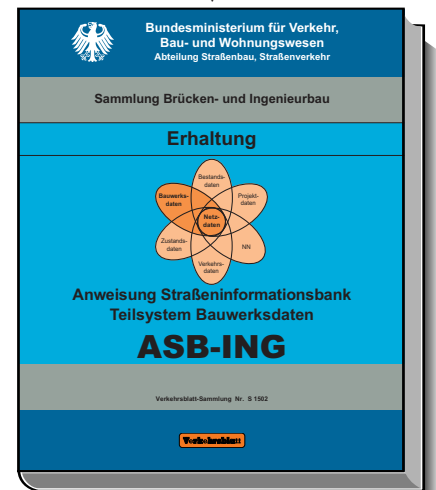 Bundesministerium für Verkehr,
Bau- und Wohnungswesen
Abteilung Straßenbau, Straßenverkehr
Sammlung Brücken- und Ingenieurbau
Erhaltung
Bestands-
daten
Bauwerks-
daten
Projekt-
daten
Netz-
daten
Zustands-
daten
NN
Verkehrs-
daten
Anweisung Straßeninformationsbank
Teilsystem Bauwerksdaten
ASB-ING
Verkehrsblatt-Sammlung Nr. S 1502
Verkehrsblatt